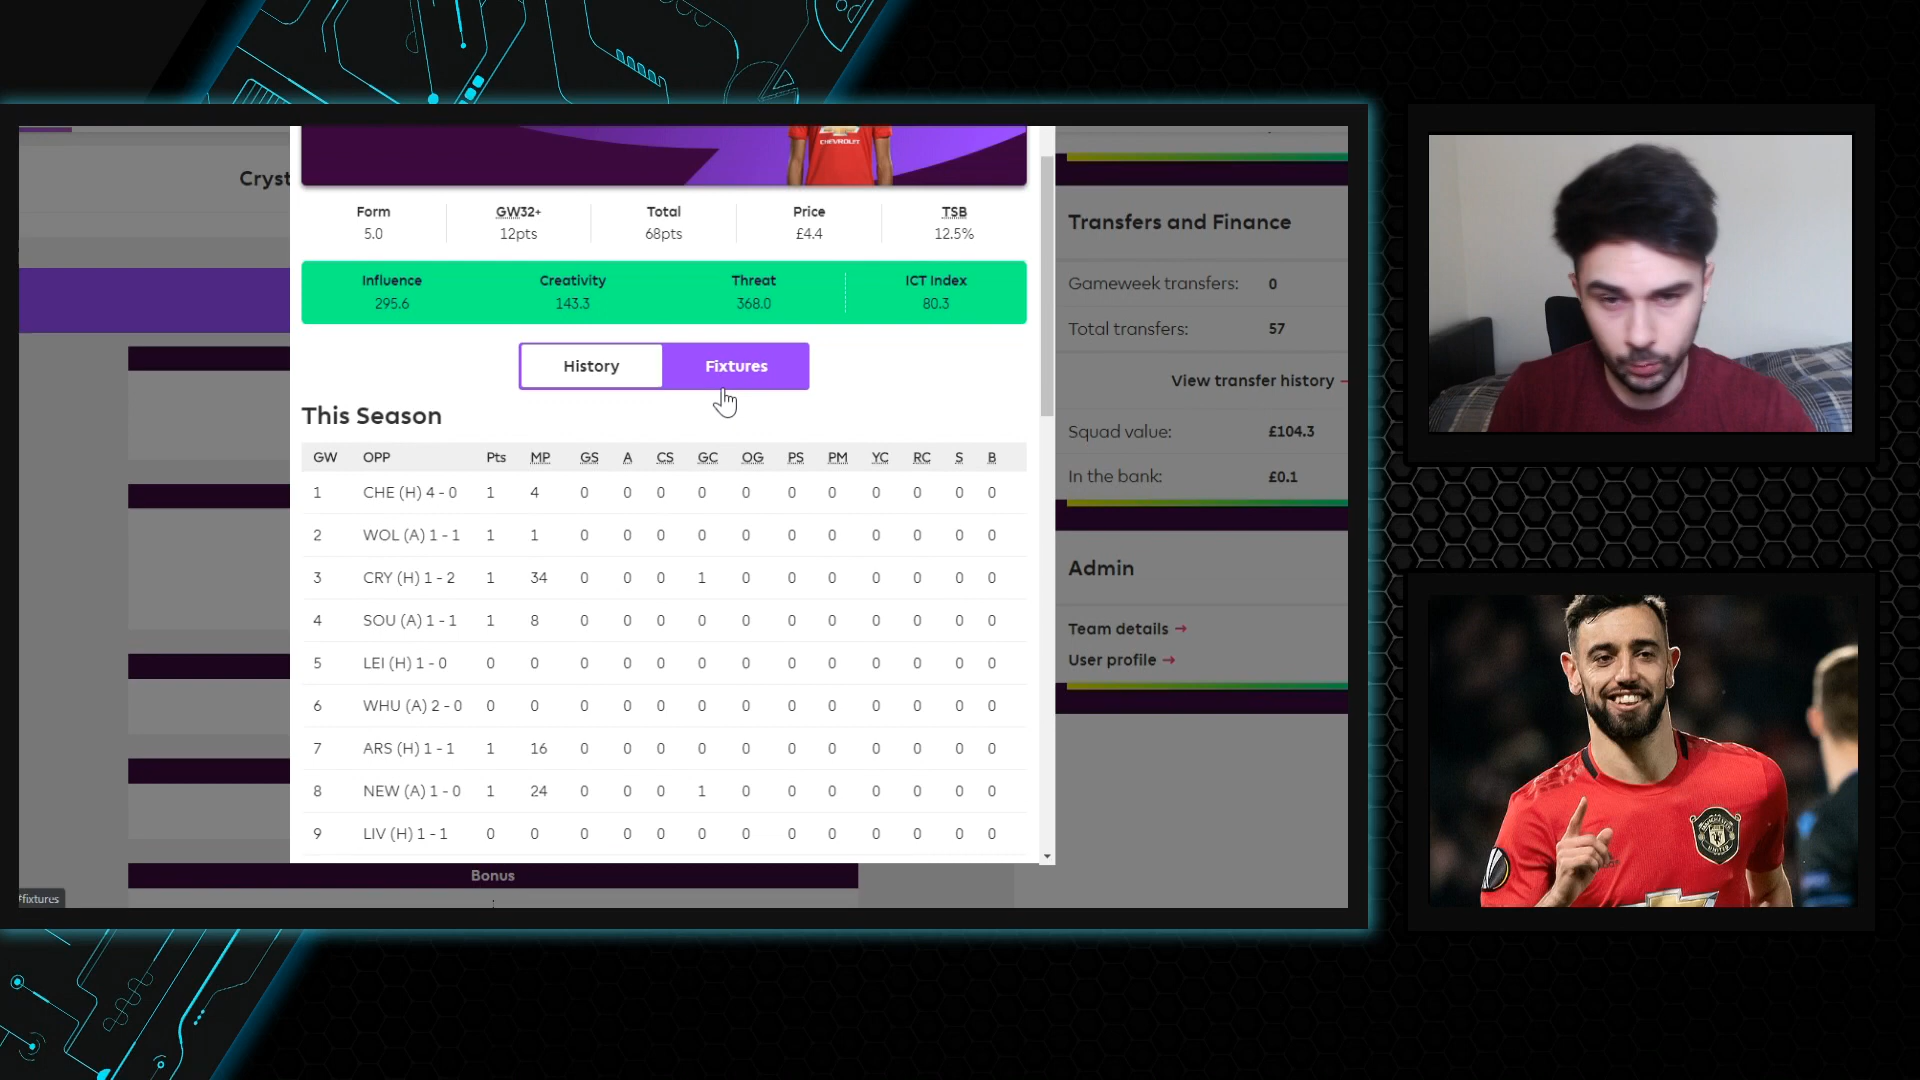 CHEVROLET
Cryst
Form GW32+ Total Price TSB
5.0 12pts 68pts £4.4 12.5%
Influence Creativity Threat ICT Index
295.6 143.3 368.0 80.3
History Fixtures
This Season
GW OPP Pts MP GS A CS GC OG PS PM YC RC S B
1 CHE (H) 4 - 0 1 4 0 0 0 0 0 0 0 0 0 0 0
2 WOL (A) 1 - 1 1 1 0 0 0 0 0 0 0 0 0 0 0
3 CRY (H) 1 - 2 1 34 0 0 0 1 0 0 0 0 0 0 0
4 SOU (A) 1 - 1 1 8 0 0 0 0 0 0 0 0 0 0 0
5 LEI (H) 1 - 0 0 0 0 0 0 0 0 0 0 0 0 0 0
6 WHU (A) 2 - 0 0 0 0 0 0 0 0 0 0 0 0 0 0
7 ARS (H) 1 - 1 1 16 0 0 0 0 0 0 0 0 0 0 0
8 NEW (A) 1 - 0 1 24 0 0 0 1 0 0 0 0 0 0 0
9 LIV (H) 1 - 1 0 0 0 0 0 0 0 0 0 0 0 0 0
Bonus
fixtures
Transfers and Finance
Gameweek transfers: 0
Total transfers: 57
View transfer history
Squad value: £104.3
In the bank: £0.1
Admin
Team details →
User profile →